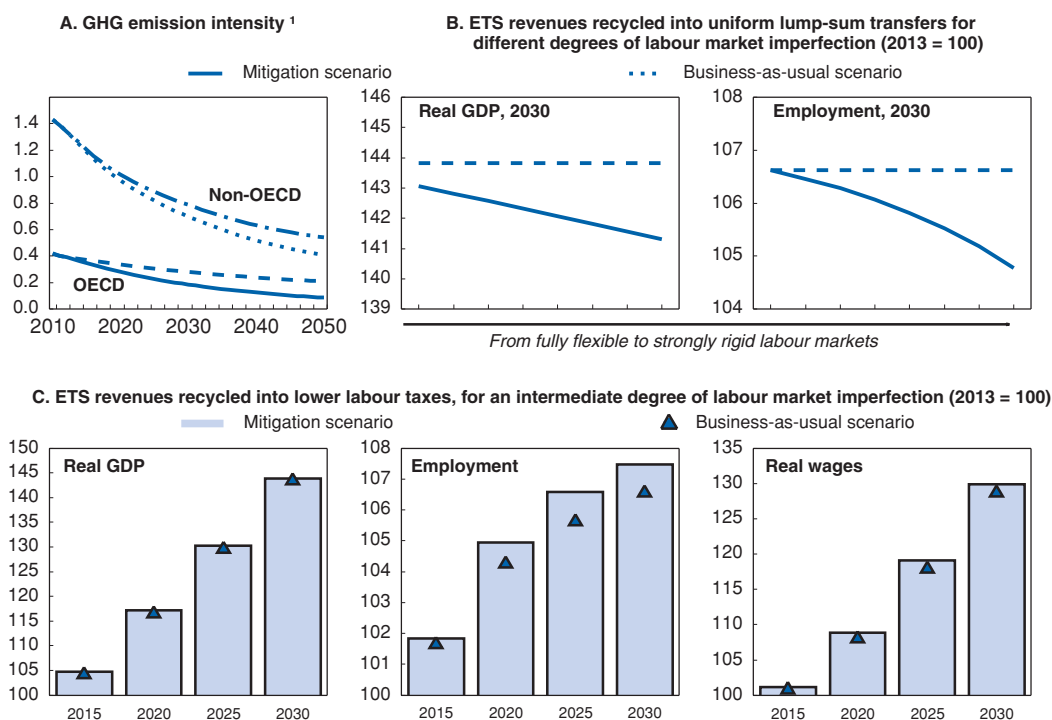 A. GHG emission intensity ¹
B. ETS revenues recycled into uniform lump-sum transfers for
different degrees of labour market imperfection (2013 = 100)
Mitigation scenario
Business-as-usual scenario
1.4
1.2
1.0
0.8
0.6
0.4
0.2
0.0
Non-OECD
OECD
2010 2020 2030 2040 2050
146
145
144
143
142
141
140
139
Real GDP, 2030
108
107
106
105
104
Employment, 2030
From fully flexible to strongly rigid labour markets
C. ETS revenues recycled into lower labour taxes, for an intermediate degree of labour market imperfection (2013 = 100)
Mitigation scenario
Business-as-usual scenario
150
145
140
135
130
125
120
115
110
105
100
Real GDP
2015 2020 2025 2030
108
107
106
105
104
103
102
101
100
Employment
2015 2020 2025 2030
135
130
125
120
115
110
105
100
Real wages
2015 2020 2025 2030